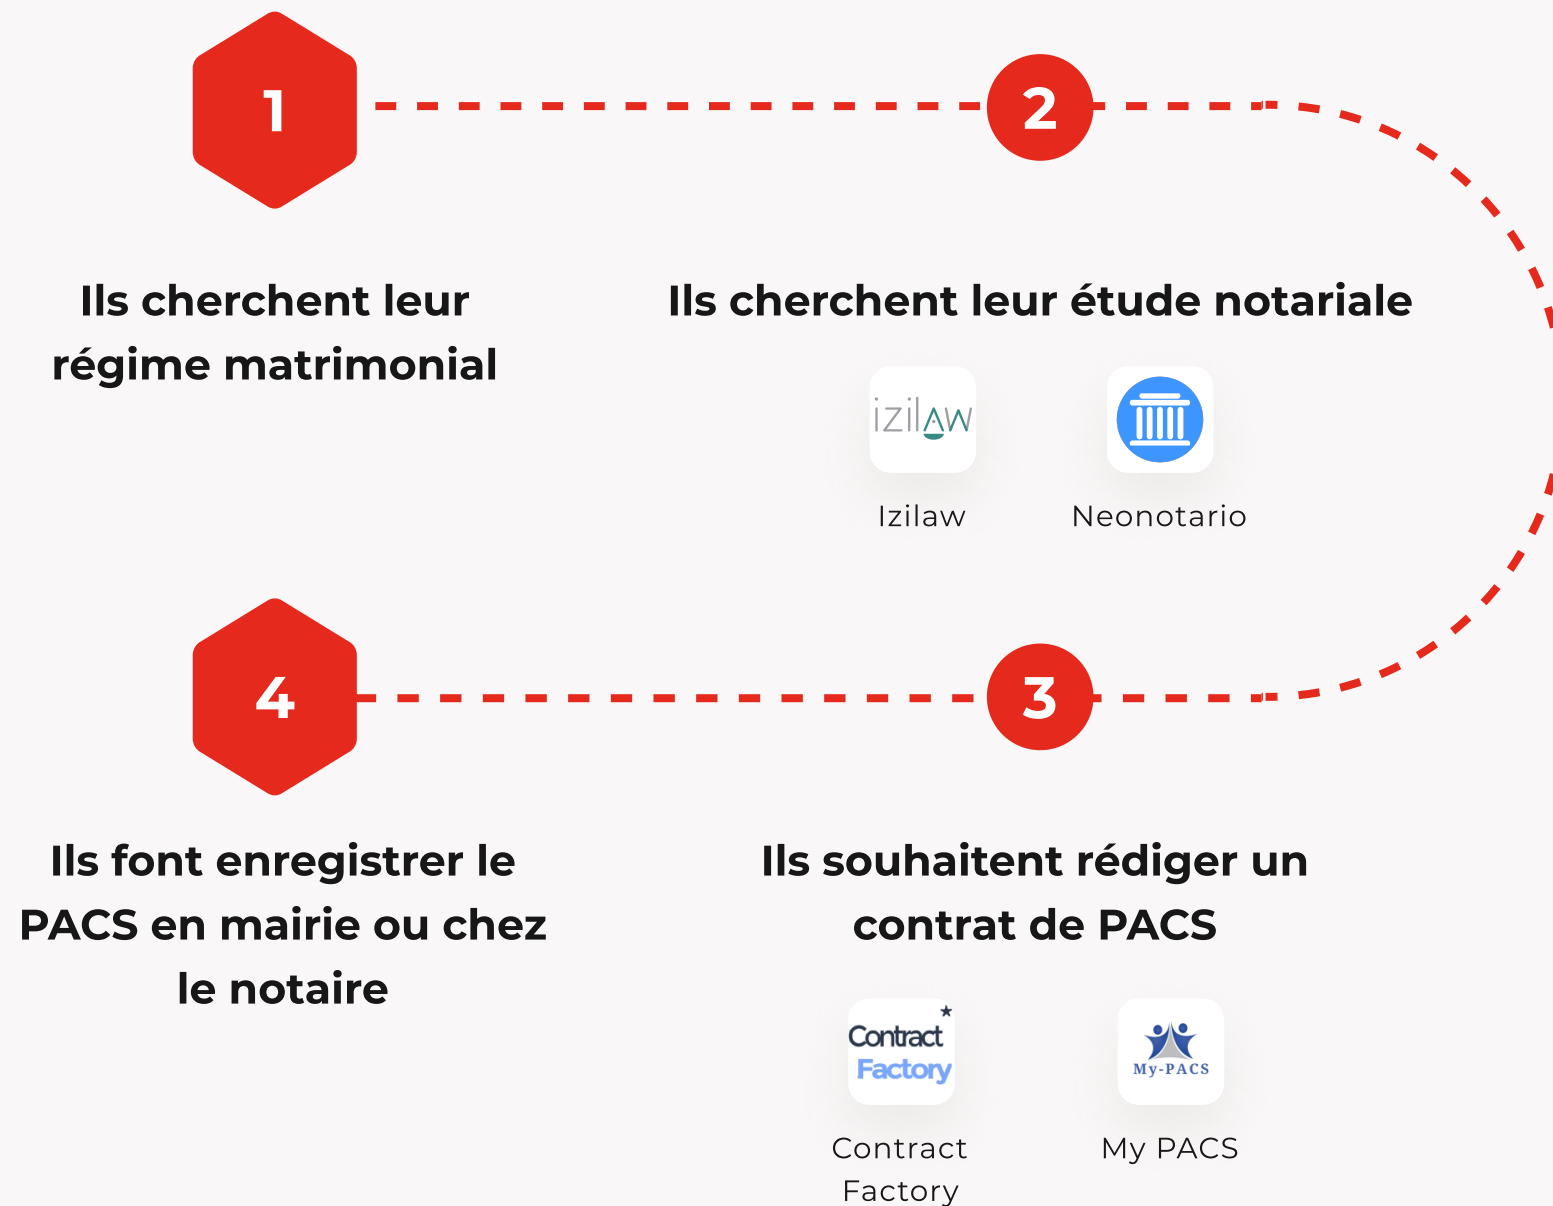 1
Ils cherchent leur
régime matrimonial
2
Ils cherchent leur étude notariale
izilaw
Izilaw
Neonotario
3
Ils souhaitent rédiger un
contrat de PACS
Contract
Factory
Contract
Factory
My-PACS
My PACS
4
Ils font enregistrer le
PACS en mairie ou chez
le notaire